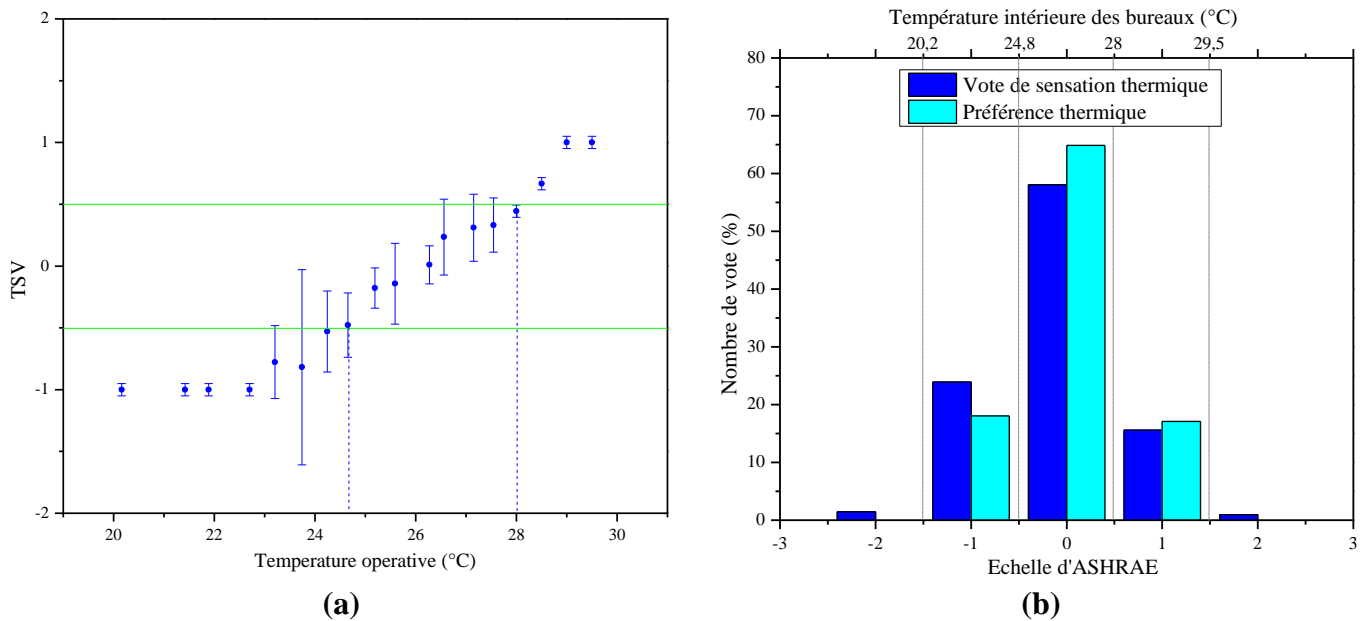 2
1
0
-1
-2
TSV
20 22 24 26 28 30
Temperature operative (°C)
(a)
Température intérieure des bureaux (°C)
20,2 24,8 28 29,5
80
70
60
50
40
30
20
10
0
Nombre de vote (%)
Vote de sensation thermique
Préférence thermique
-3 -2 -1 0 1 2 3
Echelle d'ASHRAE
(b)